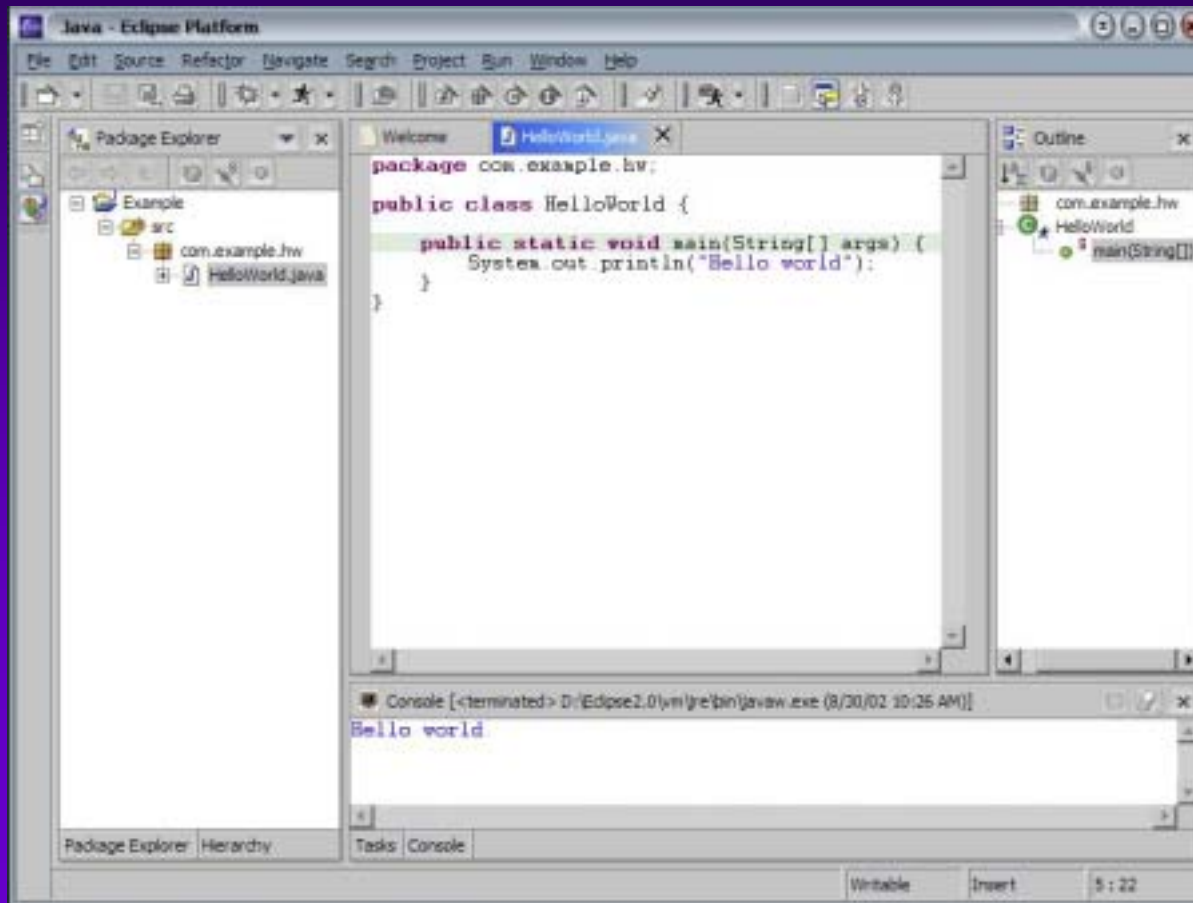 Java - Eclipse Platform
File Edit Source Refactor Navigate Search Project Run Window Help
Package Explorer
Example
src
com.example.hw
HelloWorld.java
Package Explorer Hierarchy
Welcome HelloWorld.java
package com.example.hw;
public class HelloWorld {
public static void main(String[] args) {
System.out.println("Hello world");
}
}
Outline
com.example.hw
HelloWorld
main(String[])
Console [<terminated> D:\Eclipse2.0\vm\jre\bin\javaw.exe (8/30/02 10:26 AM)]
Hello world
Tasks Console
Writable Insert 5 : 22